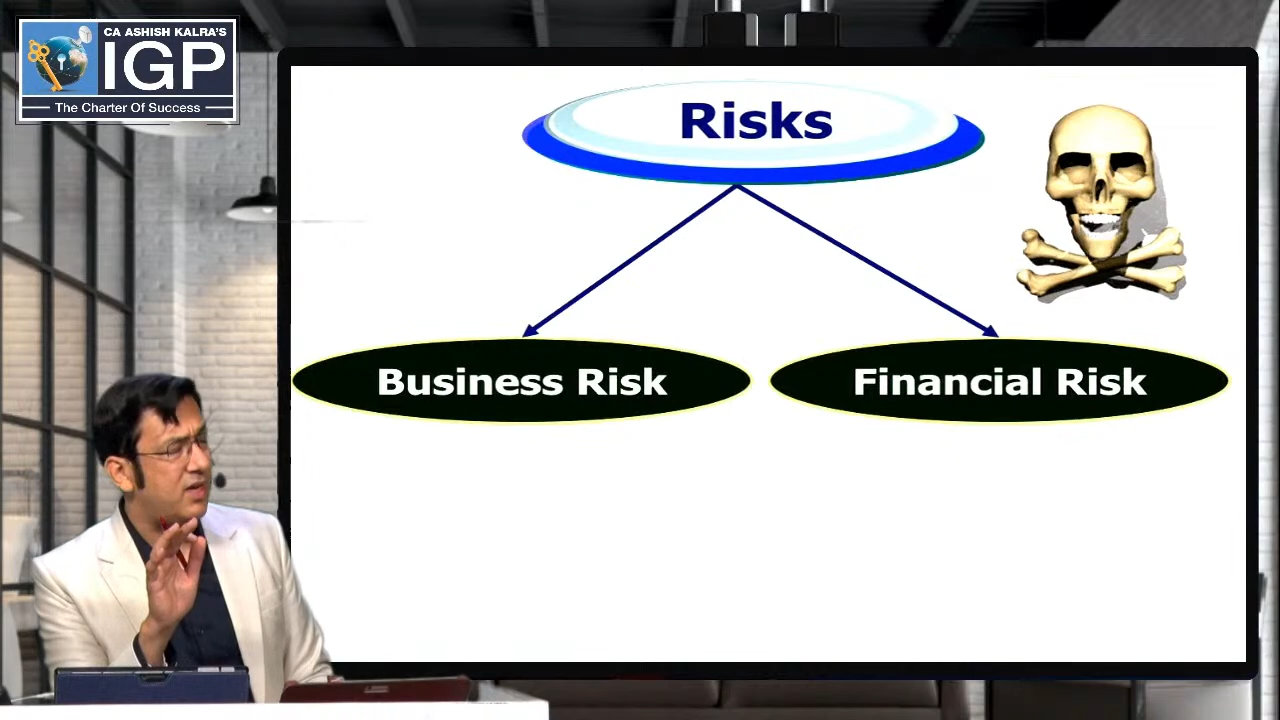 CA ASHISH KALRA'S
IGP
The Charter Of Success
Risks
Business Risk
Financial Risk